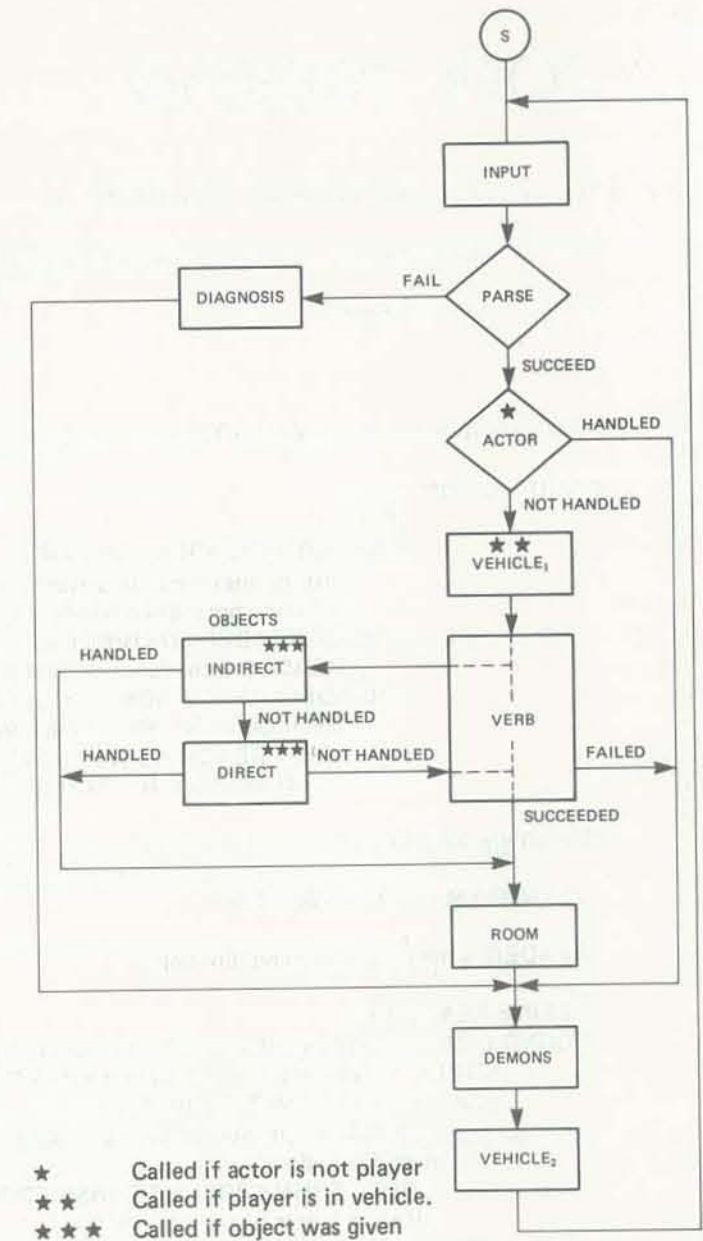 S
INPUT
PARSE
FAIL
DIAGNOSIS
SUCCEED
★
ACTOR
HANDLED
NOT HANDLED
★ ★
VEHICLE₁
OBJECTS
HANDLED
★★★
INDIRECT
NOT HANDLED
VERB
HANDLED
★★★
DIRECT
NOT HANDLED
FAILED
SUCCEEDED
ROOM
DEMONS
VEHICLE₂
★ Called if actor is not player
★★ Called if player is in vehicle.
★ ★ ★ Called if object was given